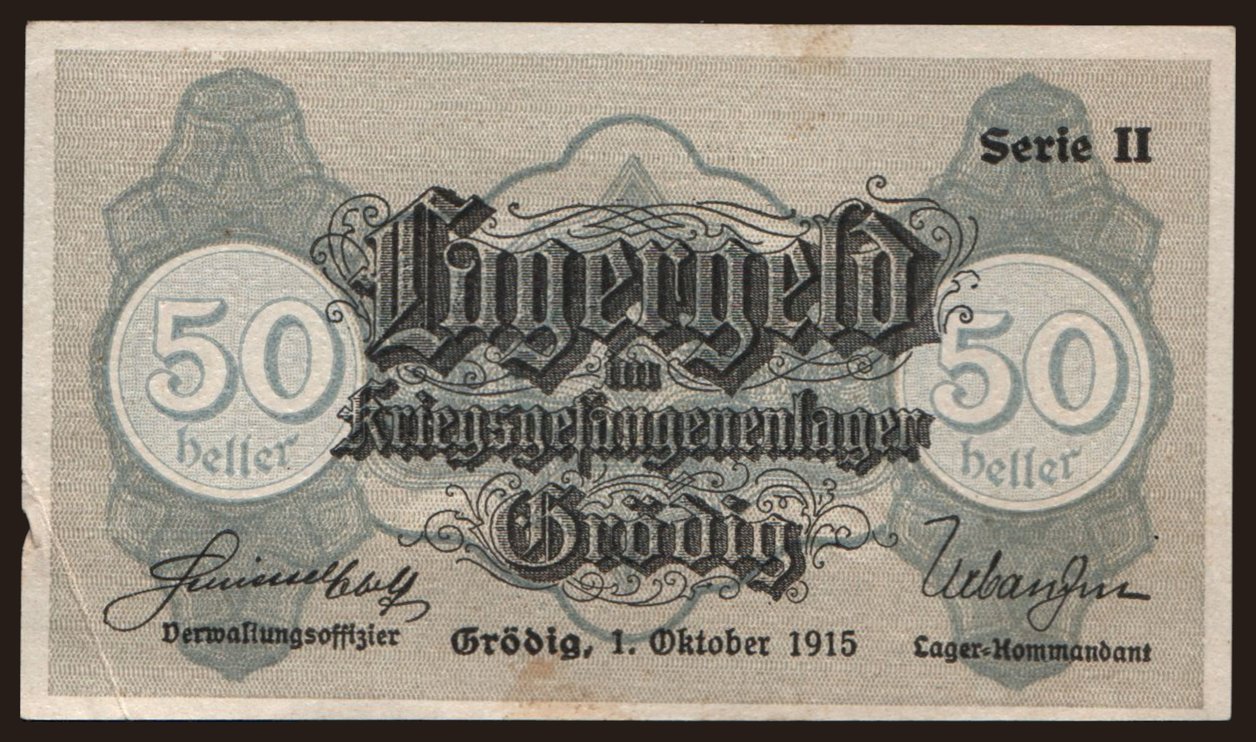 Serie II
Lagergeld
im
Kriegsgefangenenlager
Grödig
50
heller
50
heller
Verwaltungsoffizier
Grödig, 1. Oktober 1915
Lager-Kommandant